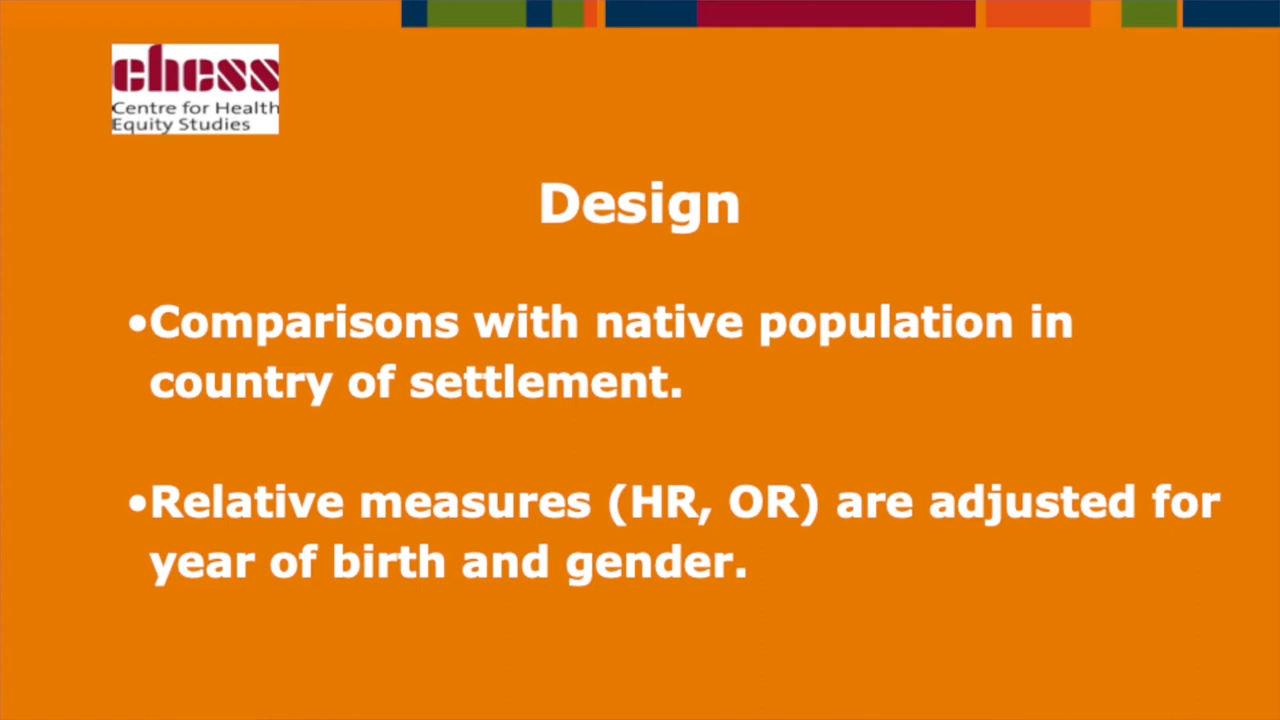 chess
Centre for Health
Equity Studies
Design
•Comparisons with native population in
country of settlement.
•Relative measures (HR, OR) are adjusted for
year of birth and gender.